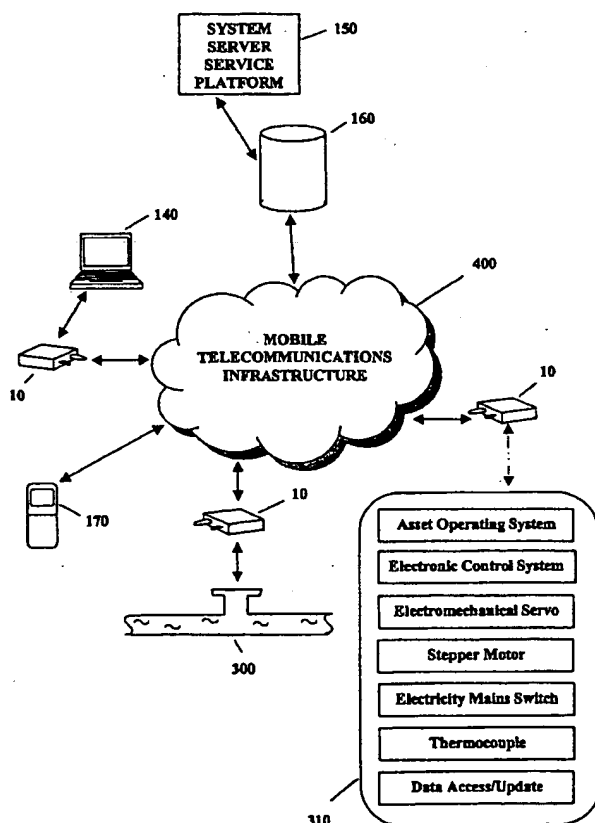 SYSTEM
SERVER
SERVICE
PLATFORM
150
160
140
400
MOBILE
TELECOMMUNICATIONS
INFRASTRUCTURE
10
10
10
170
300
Asset Operating System
Electronic Control System
Electromechanical Servo
Stepper Motor
Electricity Mains Switch
Thermocouple
Data Access/Update
310